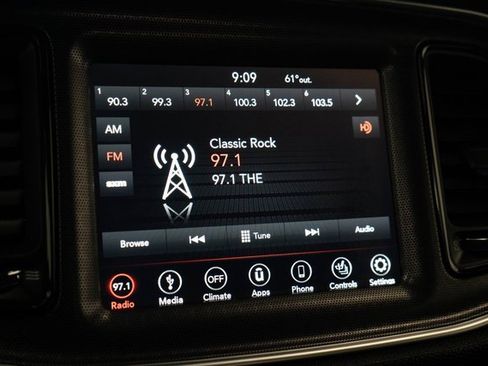 9:09 61° out.
1 90.3 2 99.3 3 97.1 4 100.3 5 102.3 6 103.5
AM
FM
SXM
Classic Rock
97.1
97.1 THE
Browse Tune Audio
97.1 OFF
Radio Media Climate Apps Phone Controls Settings